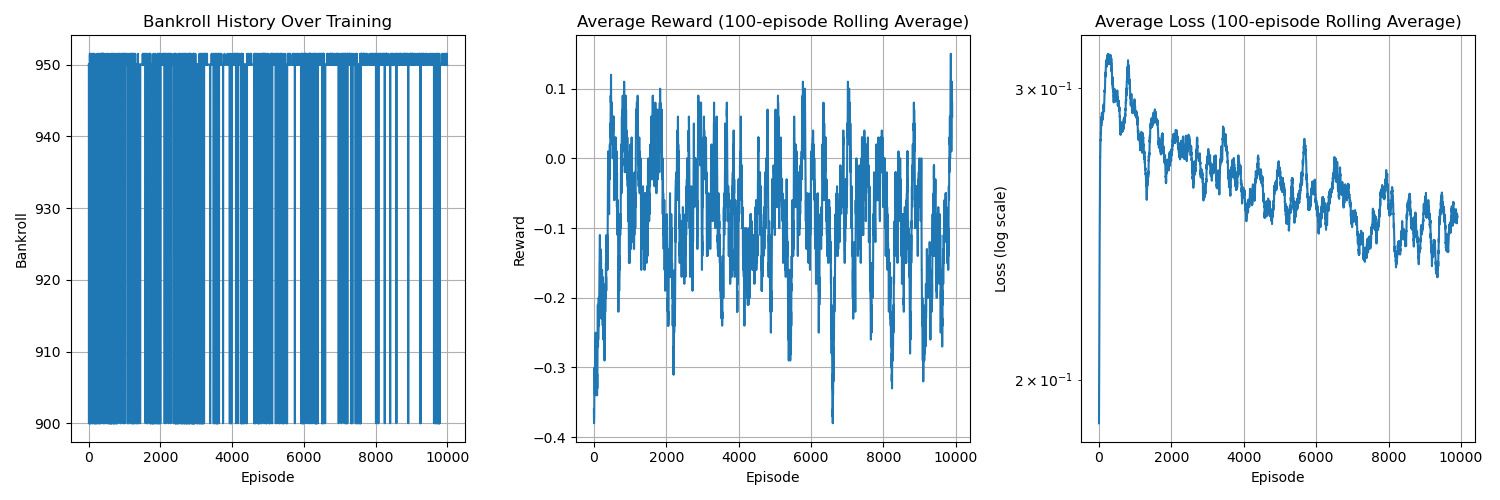 Bankroll History Over Training
Bankroll
950
940
930
920
910
900
0 2000 4000 6000 8000 10000
Episode
Average Reward (100-episode Rolling Average)
Reward
0.1
0.0
−0.1
−0.2
−0.3
−0.4
0 2000 4000 6000 8000 10000
Episode
Average Loss (100-episode Rolling Average)
Loss (log scale)
3 × 10⁻¹
2 × 10⁻¹
0 2000 4000 6000 8000 10000
Episode